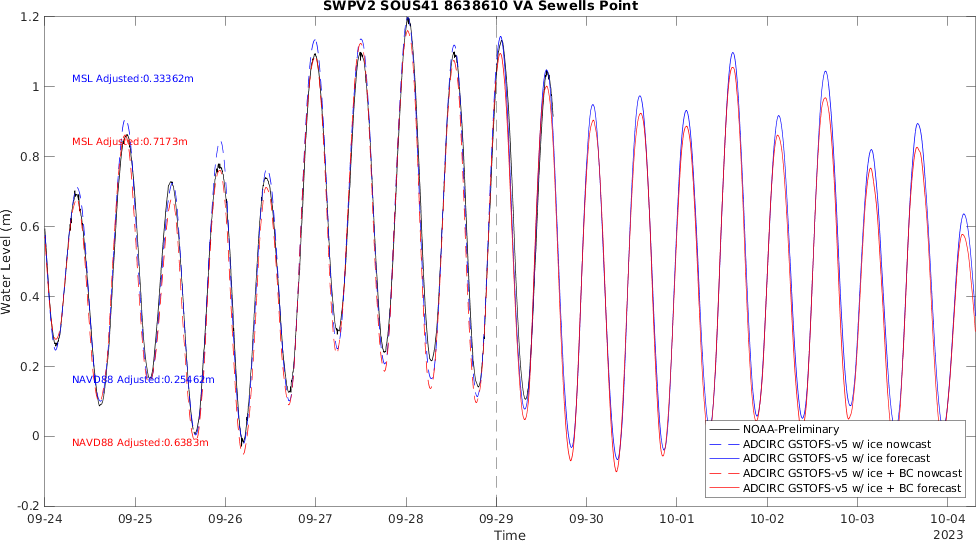 SWPV2 SOUS41 8638610 VA Sewells Point
1.2
1
0.8
0.6
0.4
0.2
0
-0.2
Water Level (m)
MSL Adjusted:0.33362m
MSL Adjusted:0.7173m
NAVD88 Adjusted:0.25462m
NAVD88 Adjusted:0.6383m
NOAA-Preliminary
ADCIRC GSTOFS-v5 w/ ice nowcast
ADCIRC GSTOFS-v5 w/ ice forecast
ADCIRC GSTOFS-v5 w/ ice + BC nowcast
ADCIRC GSTOFS-v5 w/ ice + BC forecast
09-24 09-25 09-26 09-27 09-28 09-29 09-30 10-01 10-02 10-03 10-04
Time
2023